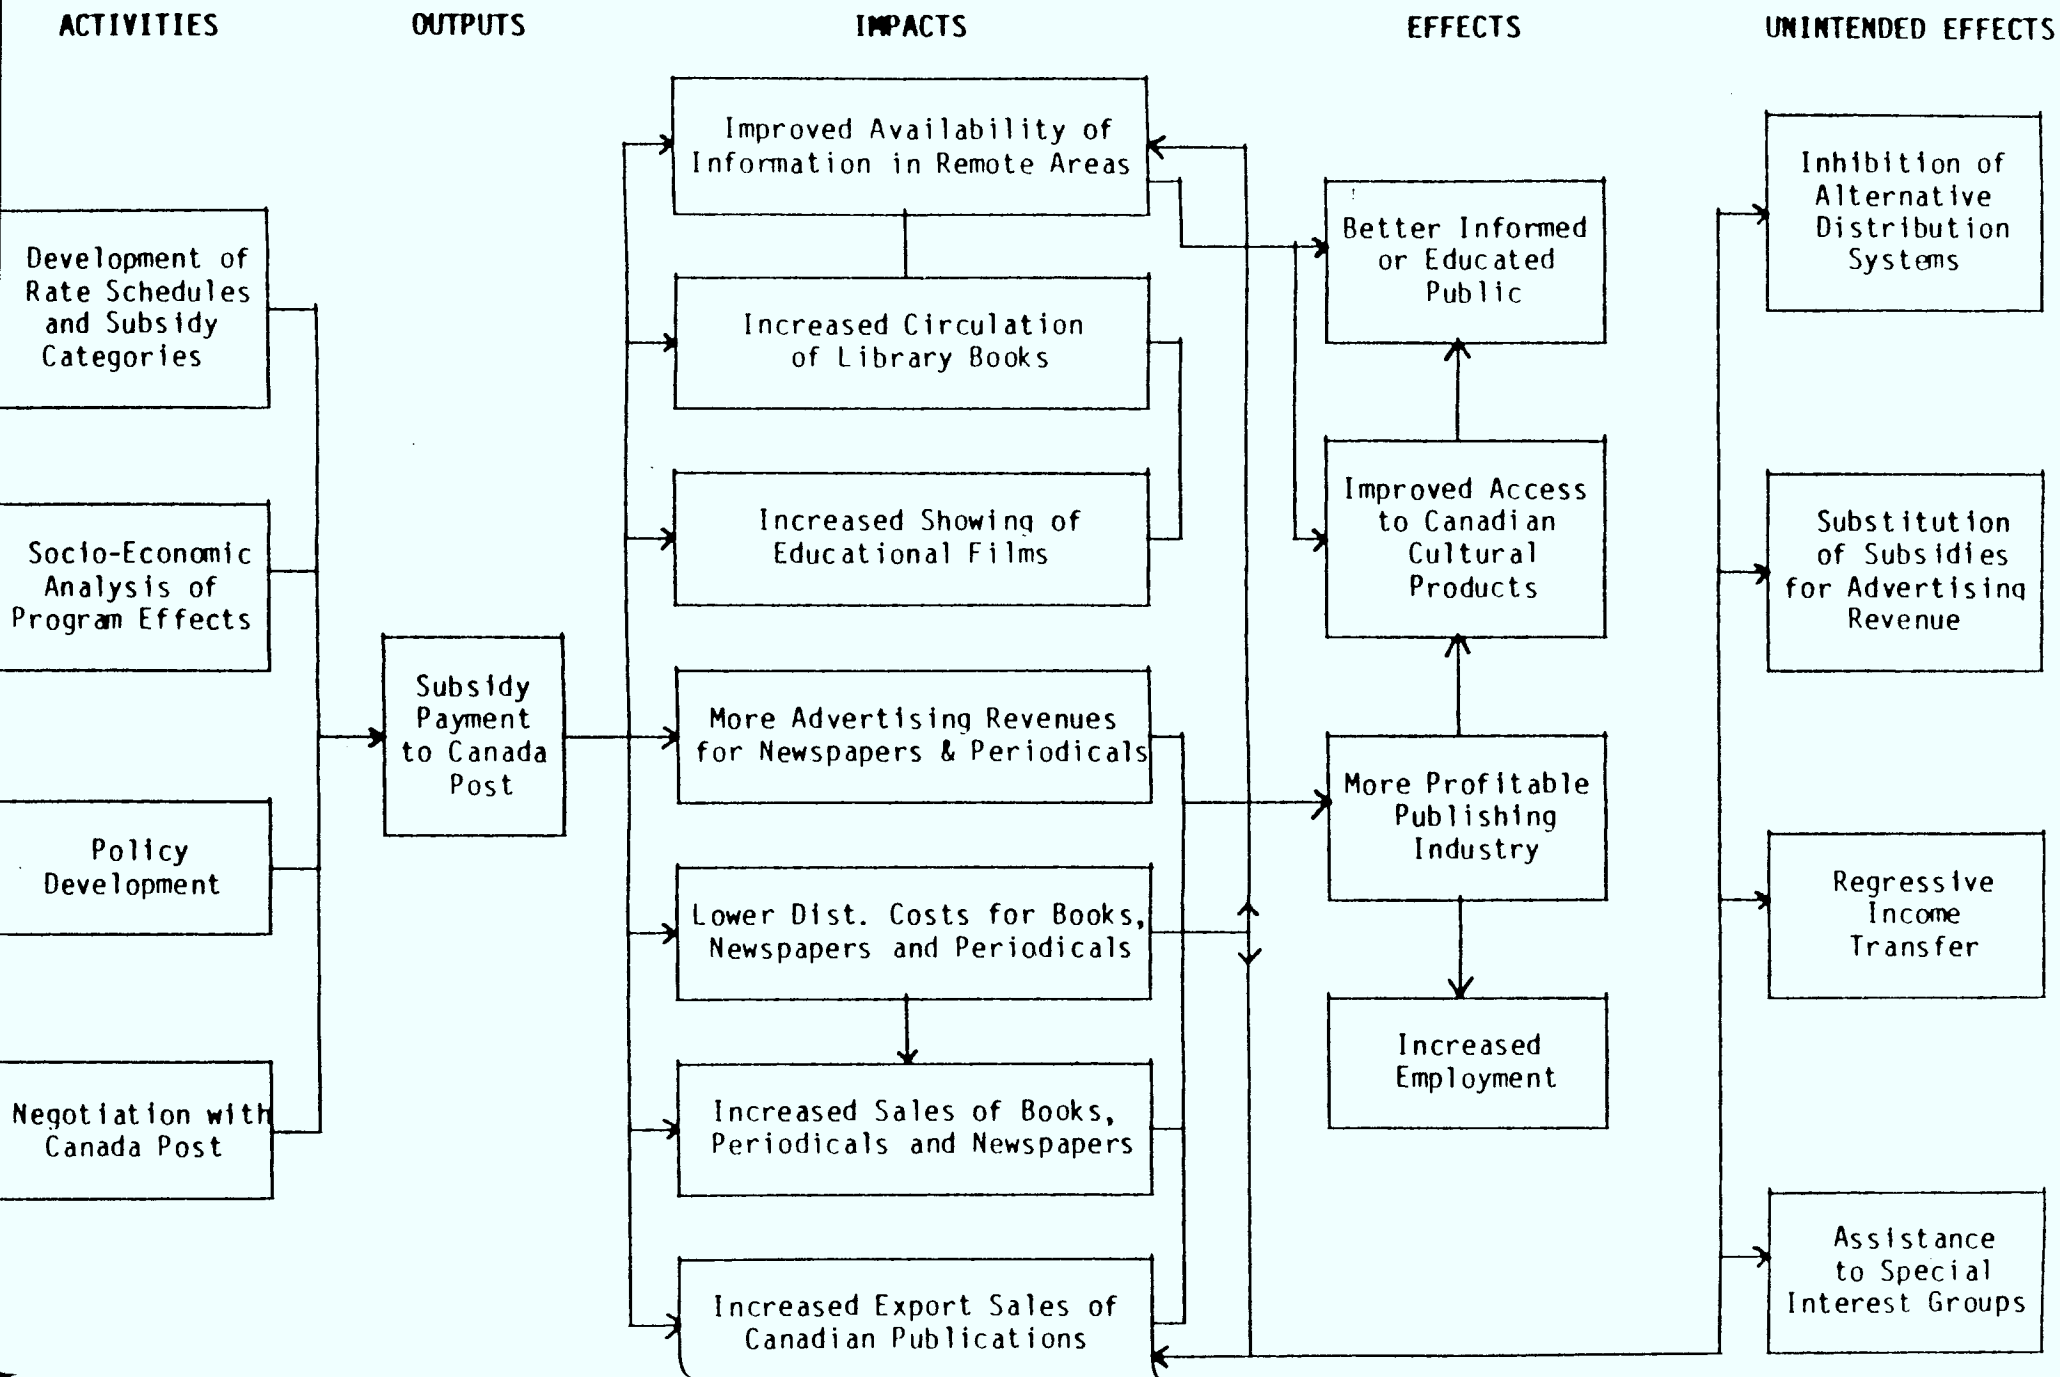 ACTIVITIES
OUTPUTS
IMPACTS
EFFECTS
UNINTENDED EFFECTS
Development of
Rate Schedules
and Subsidy
Categories
Socio-Economic
Analysis of
Program Effects
Policy
Development
Negotiation with
Canada Post
Subsidy
Payment
to Canada
Post
Improved Availability of
Information in Remote Areas
Increased Circulation
of Library Books
Increased Showing of
Educational Films
More Advertising Revenues
for Newspapers & Periodicals
Lower Dist. Costs for Books,
Newspapers and Periodicals
Increased Sales of Books,
Periodicals and Newspapers
Increased Export Sales of
Canadian Publications
Better Informed
or Educated
Public
Improved Access
to Canadian
Cultural
Products
More Profitable
Publishing
Industry
Increased
Employment
Inhibition of
Alternative
Distribution
Systems
Substitution
of Subsidies
for Advertising
Revenue
Regressive
Income
Transfer
Assistance
to Special
Interest Groups